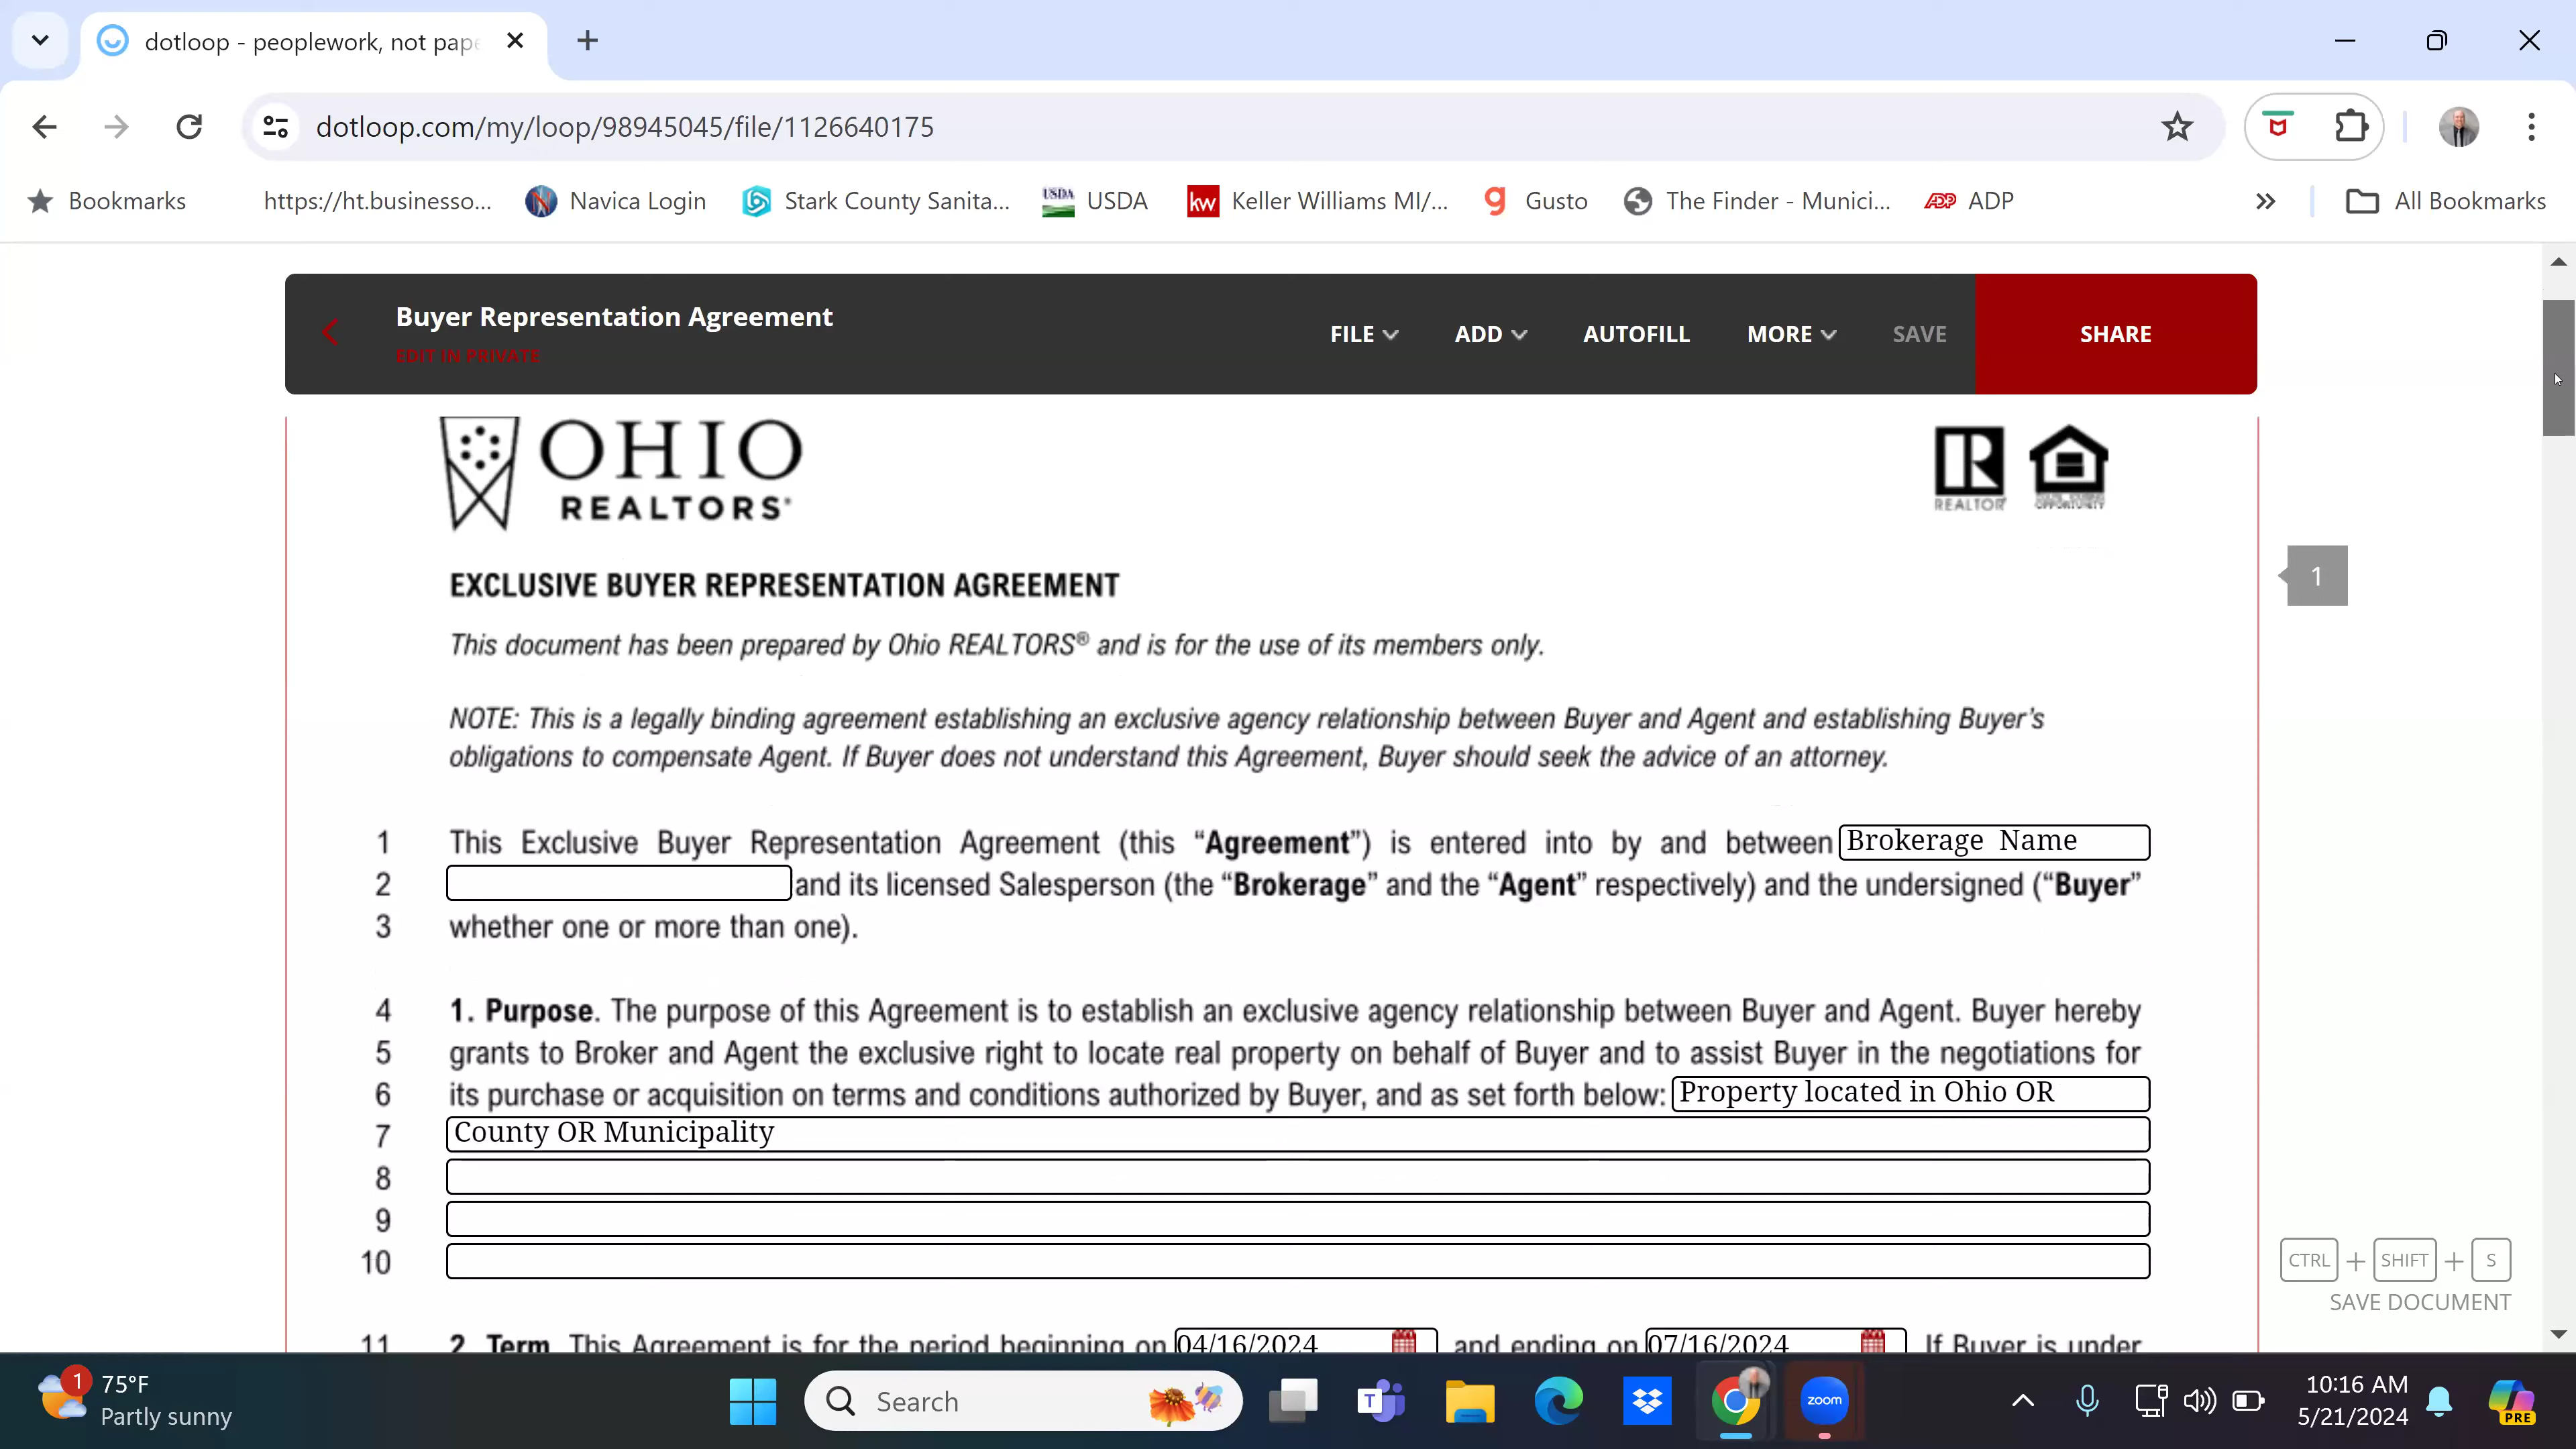 dotloop - peoplework, not pape
dotloop.com/my/loop/98945045/file/1126640175
Bookmarks
https://ht.businesso...
Navica Login
Stark County Sanita...
USDA
USDA
kw
Keller Williams MI/...
Gusto
The Finder - Munici...
ADP
ADP
All Bookmarks
Buyer Representation Agreement
EDIT IN PRIVATE
FILE
ADD
AUTOFILL
MORE
SAVE
SHARE
OHIO
REALTORS®
R
REALTOR®
EXCLUSIVE BUYER REPRESENTATION AGREEMENT
1
This document has been prepared by Ohio REALTORS® and is for the use of its members only.
NOTE: This is a legally binding agreement establishing an exclusive agency relationship between Buyer and Agent and establishing Buyer's
obligations to compensate Agent. If Buyer does not understand this Agreement, Buyer should seek the advice of an attorney.
1 This Exclusive Buyer Representation Agreement (this “Agreement”) is entered into by and between Brokerage Name
2 and its licensed Salesperson (the “Brokerage” and the “Agent” respectively) and the undersigned (“Buyer”
3 whether one or more than one).
4 1. Purpose. The purpose of this Agreement is to establish an exclusive agency relationship between Buyer and Agent. Buyer hereby
5 grants to Broker and Agent the exclusive right to locate real property on behalf of Buyer and to assist Buyer in the negotiations for
6 its purchase or acquisition on terms and conditions authorized by Buyer, and as set forth below: Property located in Ohio OR
7 County OR Municipality
8
9
10
CTRL + SHIFT + S
SAVE DOCUMENT
11 2 Term This Agreement is for the period beginning on 04/16/2024 and ending on 07/16/2024 If Buyer is under
1
75°F
Partly sunny
Search
T
zoom
10:16 AM
5/21/2024
PRE